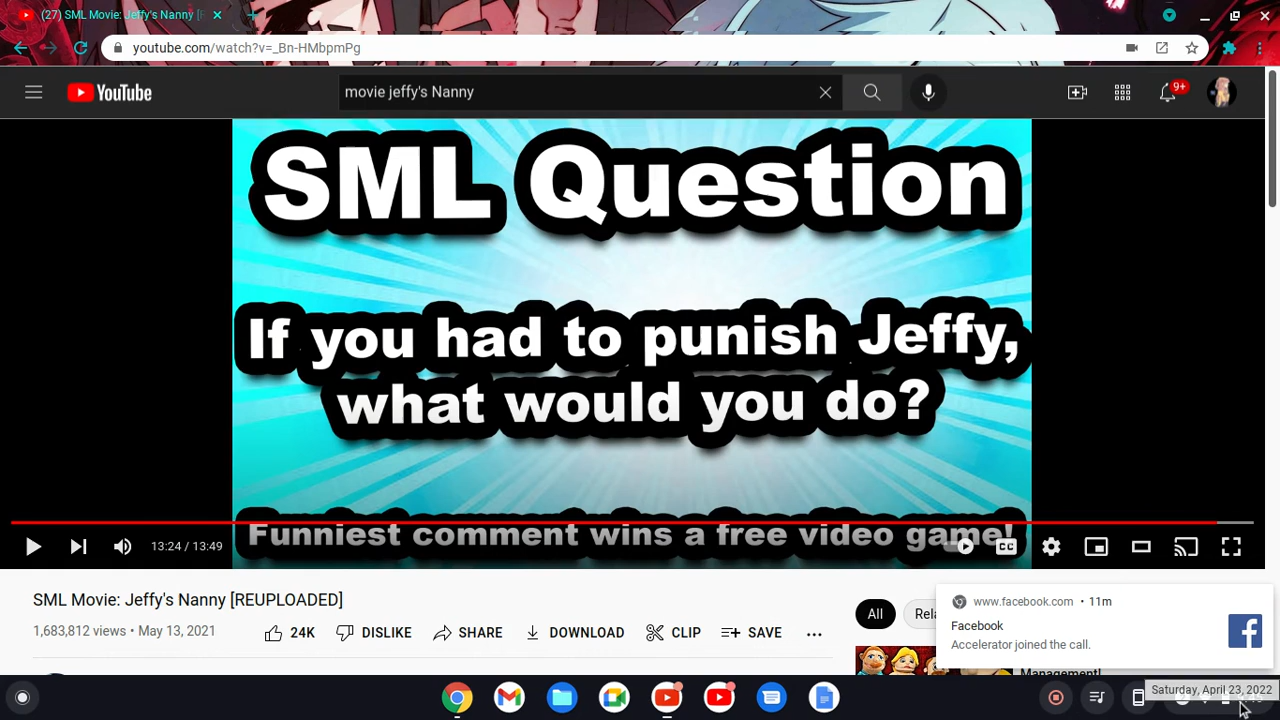 (27) SML Movie: Jeffy's Nanny [
youtube.com/watch?v=_Bn-HMbpmPg
YouTube
movie jeffy's Nanny
9+
SML Question
If you had to punish Jeffy,
what would you do?
Funniest comment wins a free video game!
13:24 / 13:49
CC
SML Movie: Jeffy's Nanny [REUPLOADED]
1,683,812 views • May 13, 2021
24K
DISLIKE
SHARE
DOWNLOAD
CLIP
SAVE
All
Rela
www.facebook.com • 11m
Facebook
Accelerator joined the call.
Management!
Saturday, April 23, 2022